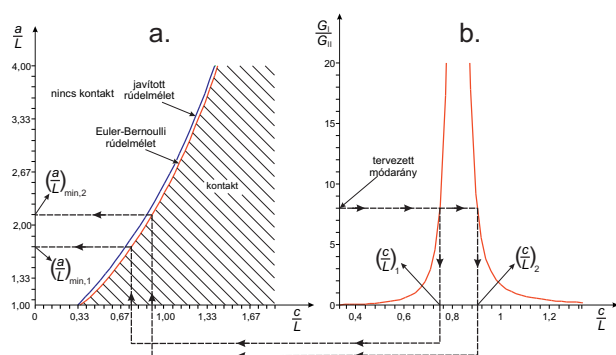 a/L
a.
4,00
3,33
2,67
2,00
1,33
1,00
nincs kontakt
javított
rúdelmélet
Euler-Bernoulli
rúdelmélet
kontakt
(a/L)min,2
(a/L)min,1
0
0,33
0,67
1,00
1,33
1,67
c/L
GI/GII
b.
20
15
10
5
0
tervezett
módarány
(c/L)1
(c/L)2
0,4
0,6
0,8
1
1,2
c/L